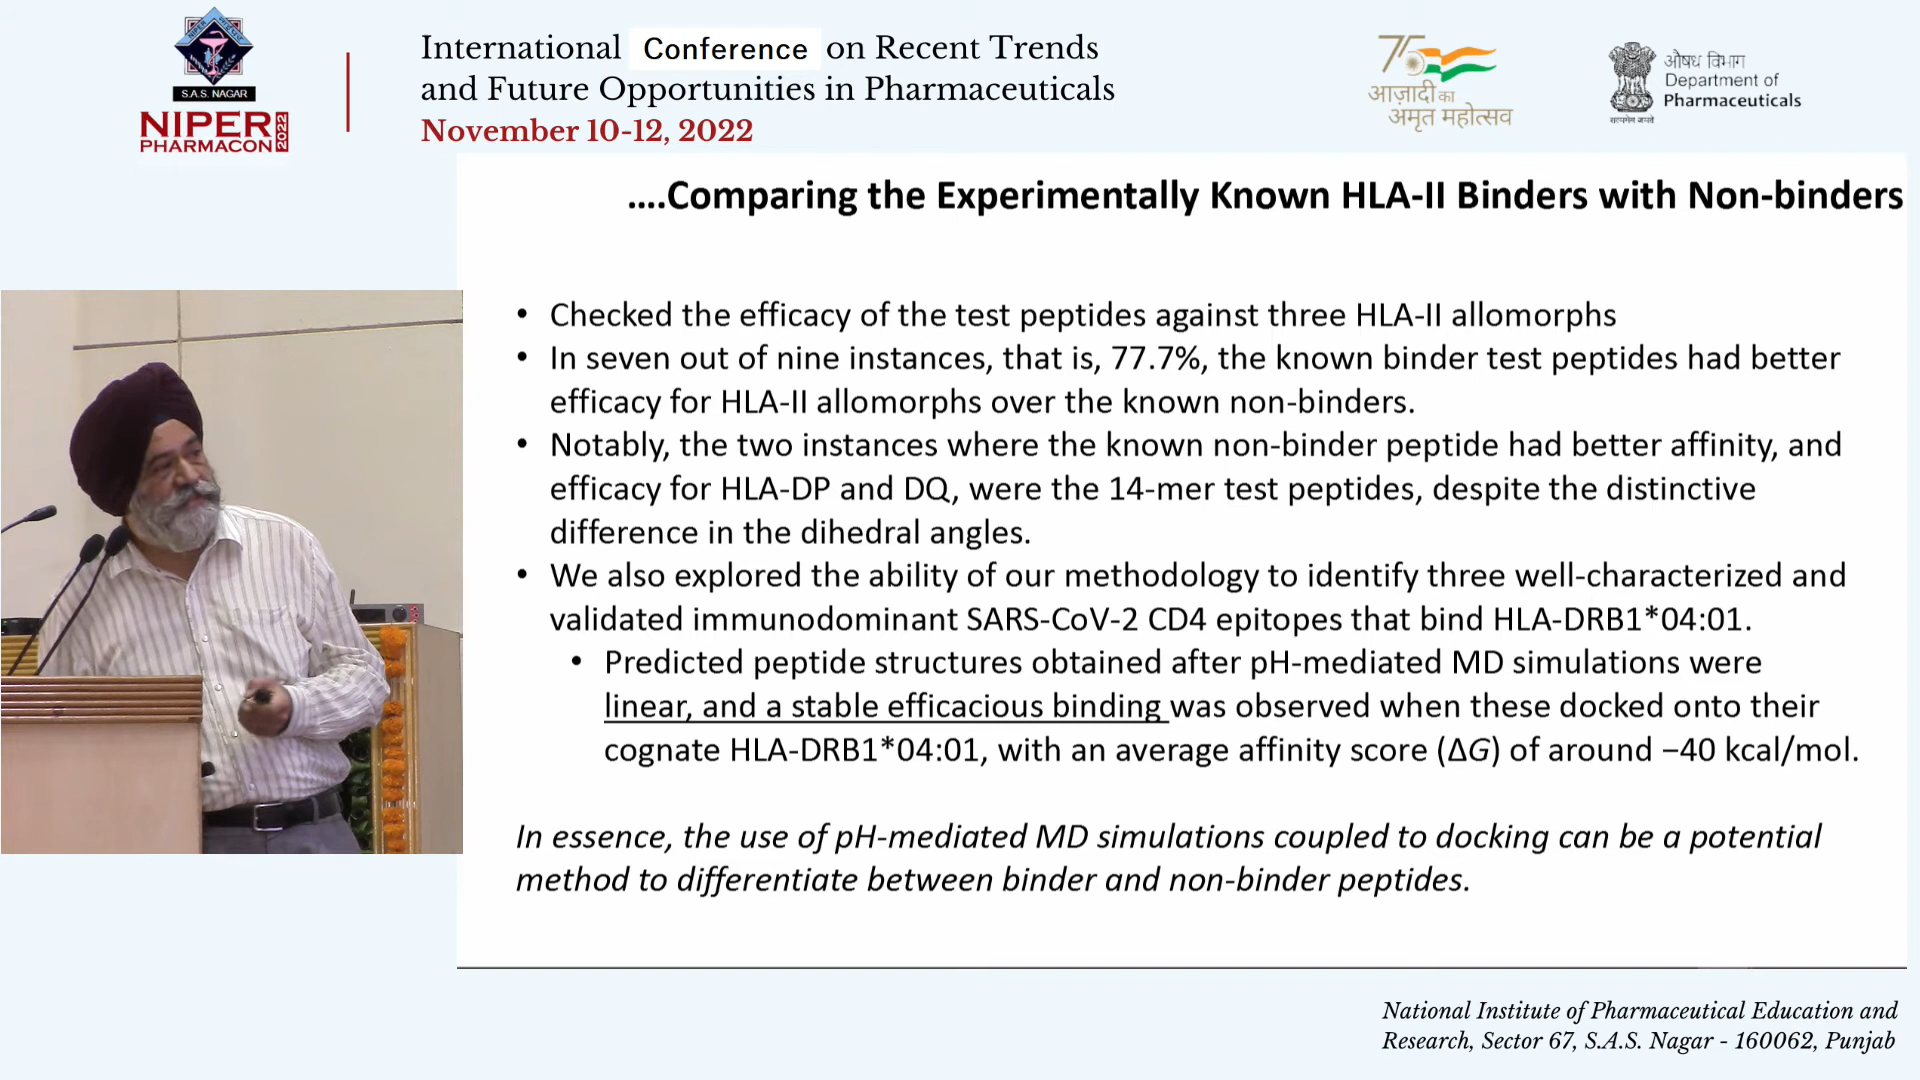 S.A.S. NAGAR
NIPER
PHARMACON 2022
International Conference on Recent Trends
and Future Opportunities in Pharmaceuticals
November 10-12, 2022
75
आज़ादी का
अमृत महोत्सव
औषध विभाग
Department of
Pharmaceuticals
सत्यमेव जयते
....Comparing the Experimentally Known HLA-II Binders with Non-binders
• Checked the efficacy of the test peptides against three HLA-II allomorphs
• In seven out of nine instances, that is, 77.7%, the known binder test peptides had better
efficacy for HLA-II allomorphs over the known non-binders.
• Notably, the two instances where the known non-binder peptide had better affinity, and
efficacy for HLA-DP and DQ, were the 14-mer test peptides, despite the distinctive
difference in the dihedral angles.
• We also explored the ability of our methodology to identify three well-characterized and
validated immunodominant SARS-CoV-2 CD4 epitopes that bind HLA-DRB1*04:01.
• Predicted peptide structures obtained after pH-mediated MD simulations were
linear, and a stable efficacious binding was observed when these docked onto their
cognate HLA-DRB1*04:01, with an average affinity score (ΔG) of around −40 kcal/mol.
In essence, the use of pH-mediated MD simulations coupled to docking can be a potential
method to differentiate between binder and non-binder peptides.
National Institute of Pharmaceutical Education and
Research, Sector 67, S.A.S. Nagar - 160062, Punjab